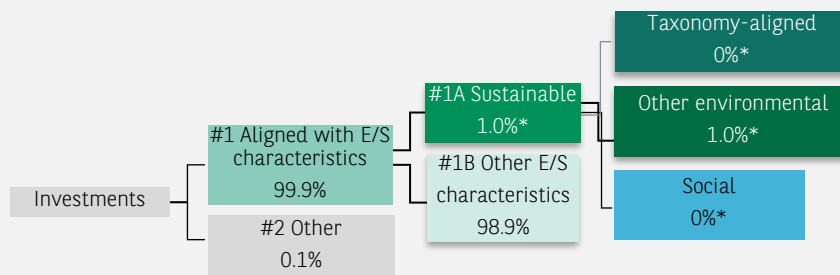 Investments
#1 Aligned with E/S
characteristics
99.9%
#2 Other
0.1%
#1A Sustainable
1.0%*
#1B Other E/S
characteristics
98.9%
Taxonomy-aligned
0%*
Other environmental
1.0%*
Social
0%*